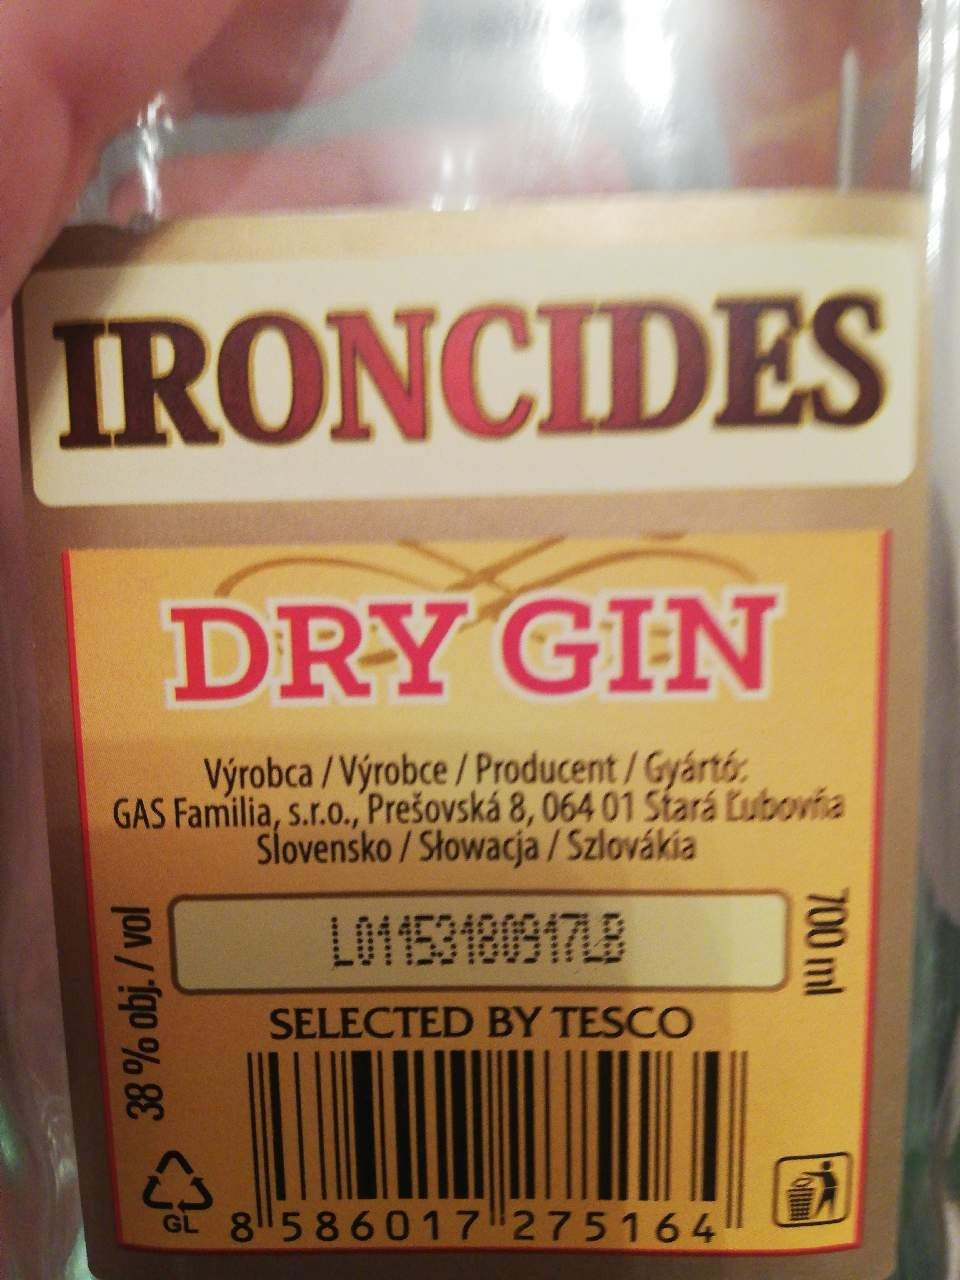 IRONCIDES
DRY GIN
Výrobca / Výrobce / Producent / Gyártó:
GAS Familia, s.r.o., Prešovská 8, 064 01 Stará Ľubovňa
Slovensko / Słowacja / Szlovákia
38 % obj. / vol
L01153180917LB
700 ml
SELECTED BY TESCO
GL
8 586017 275164